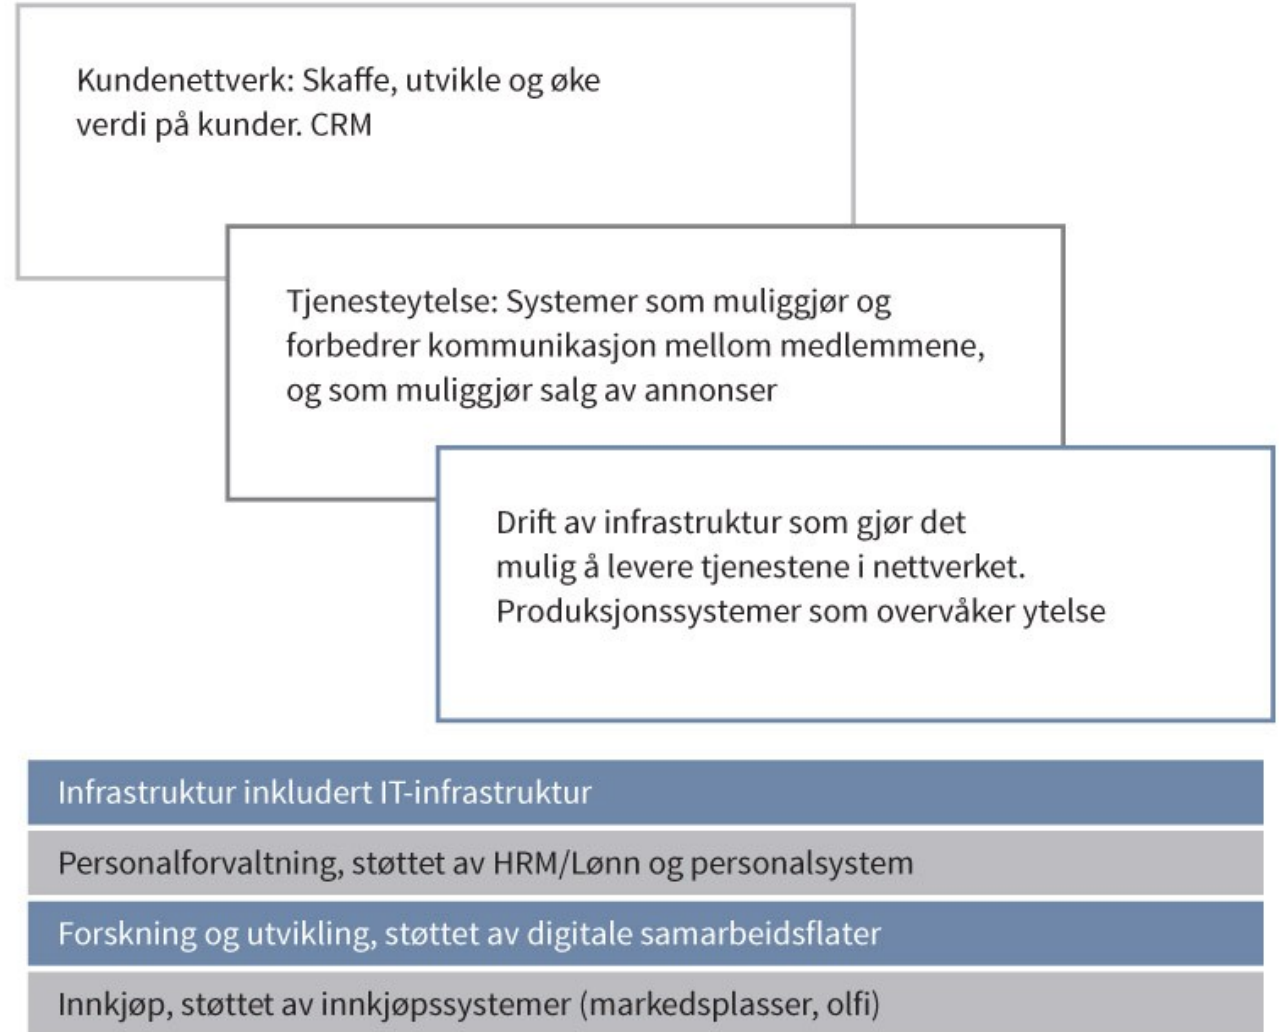 Kundenettverk: Skaffe, utvikle og øke
verdi på kunder. CRM
Tjenesteytelse: Systemer som muliggjør og
forbedrer kommunikasjon mellom medlemmene,
og som muliggjør salg av annonser
Drift av infrastruktur som gjør det
mulig å levere tjenestene i nettverket.
Produksjonssystemer som overvåker ytelse
Infrastruktur inkludert IT-infrastruktur
Personalforvaltning, støttet av HRM/Lønn og personalsystem
Forskning og utvikling, støttet av digitale samarbeidsflater
Innkjøp, støttet av innkjøpssystemer (markedsplasser, olfi)